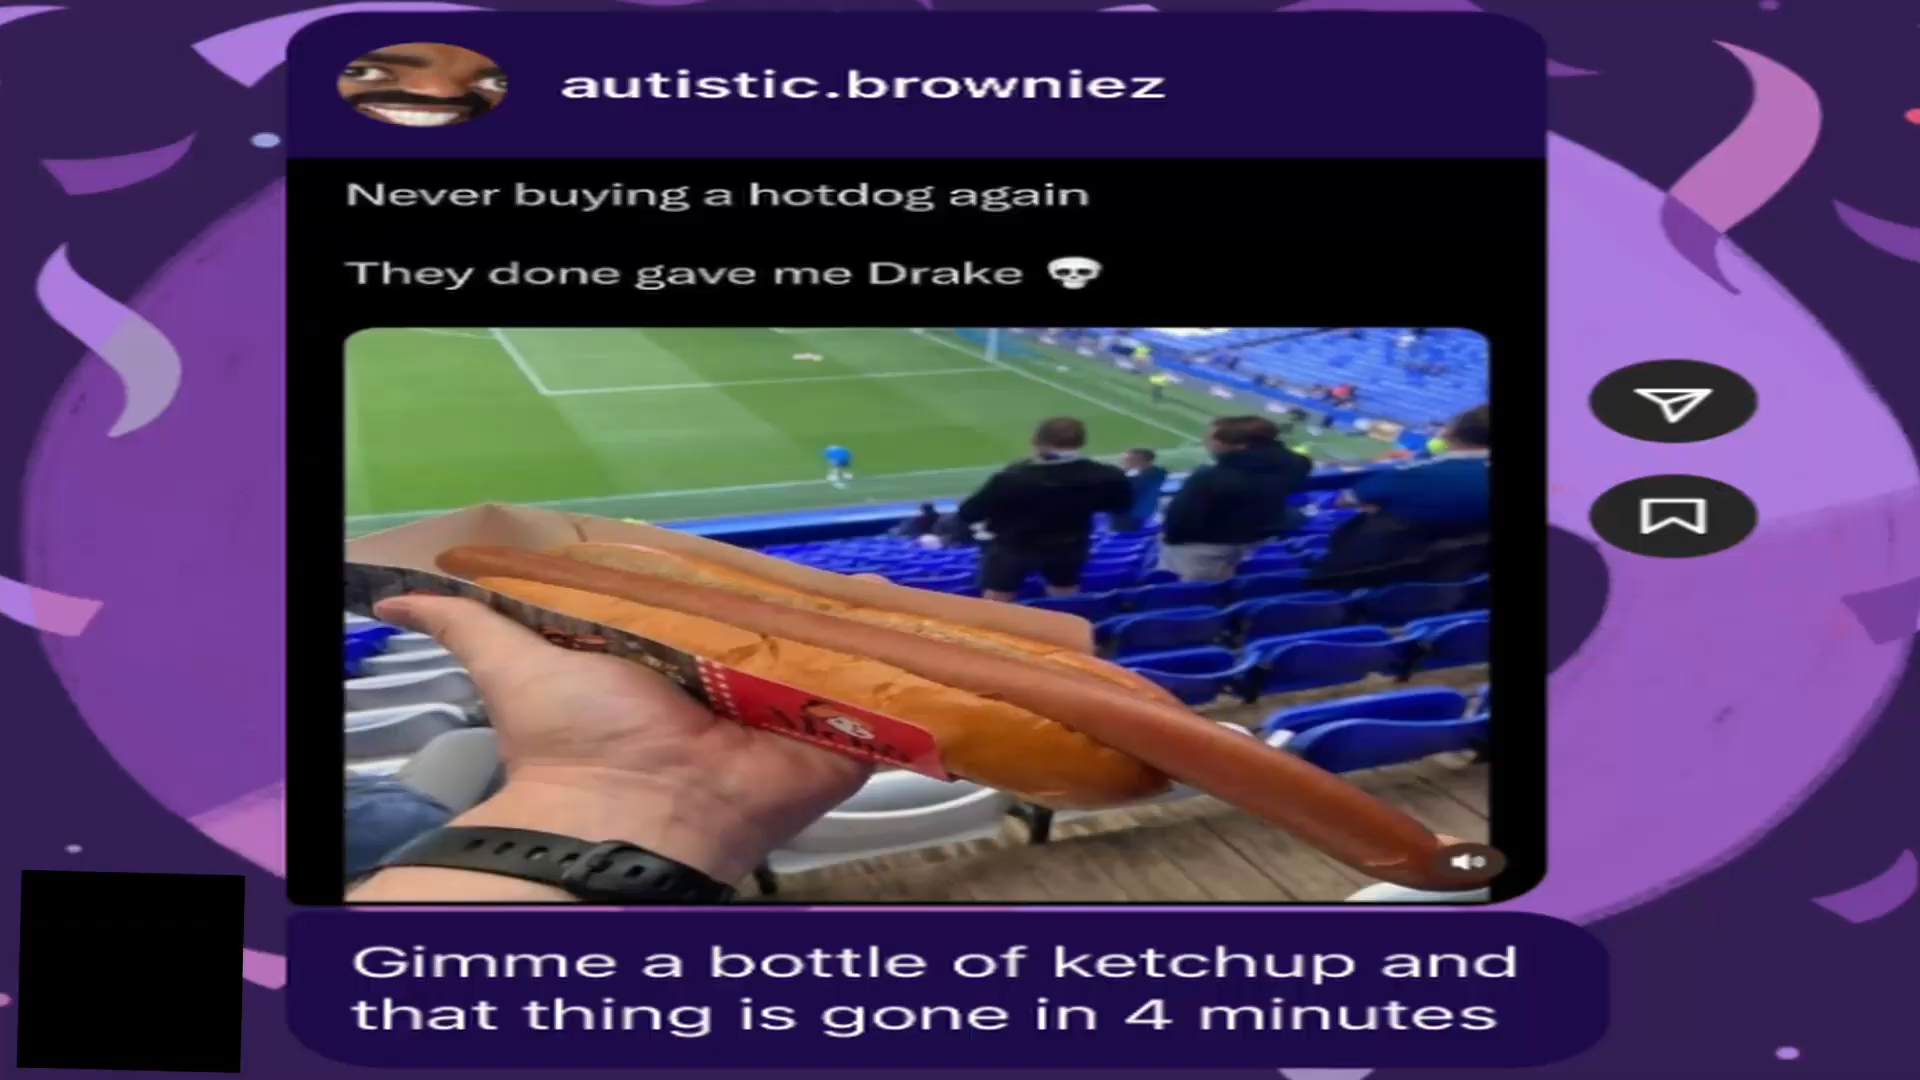 autistic.browniez
Never buying a hotdog again
They done gave me Drake 💀
Gimme a bottle of ketchup and
that thing is gone in 4 minutes